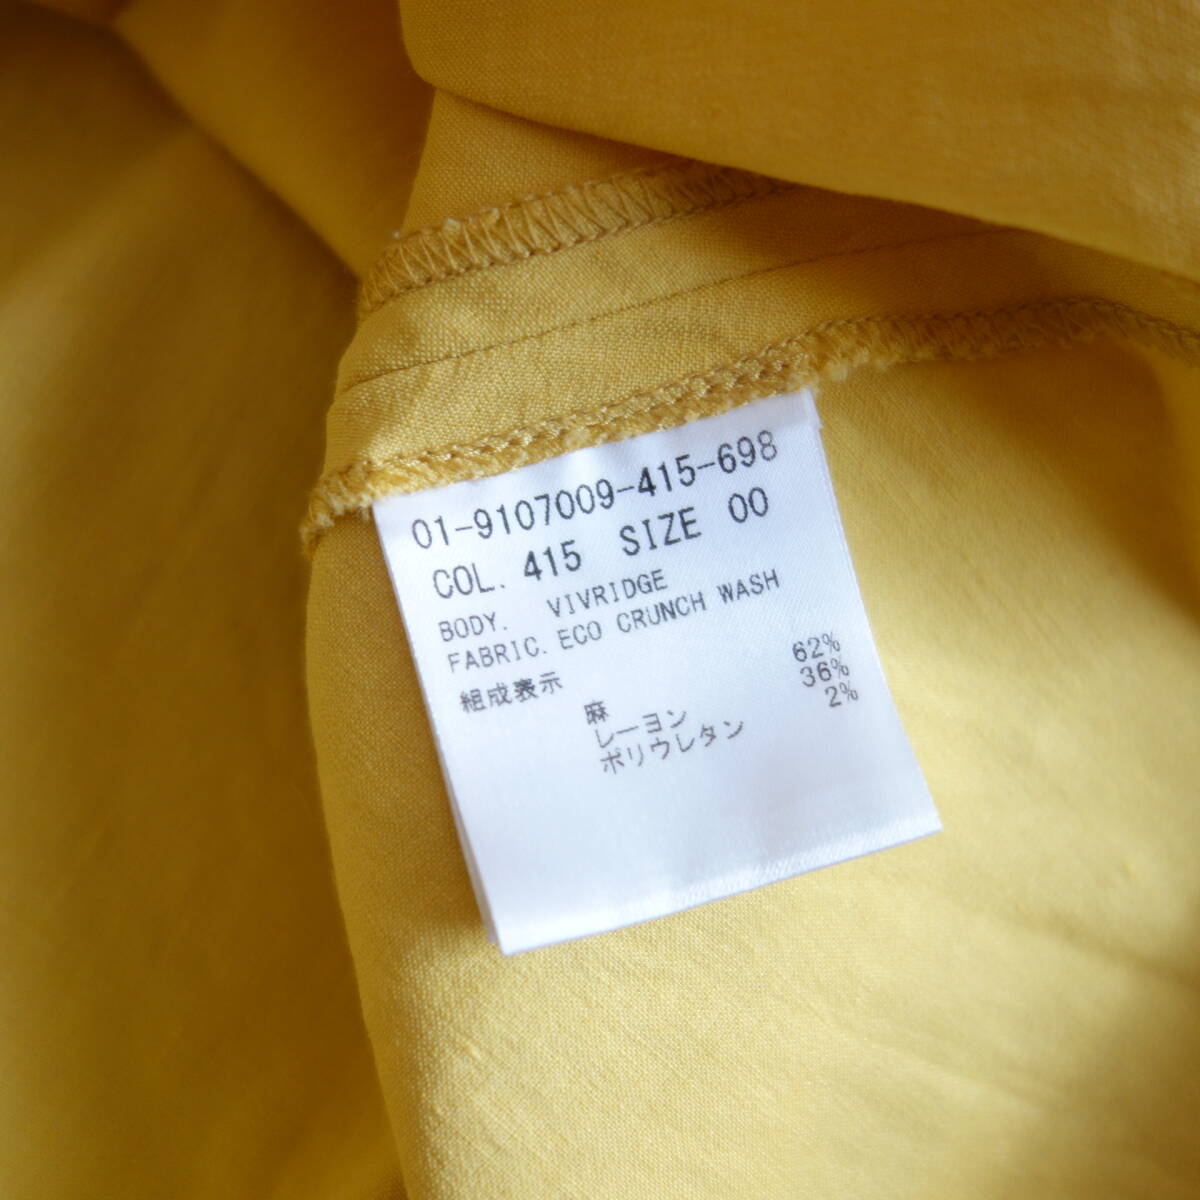 01-9107009-415-698
COL. 415 SIZE 00
BODY. VIVRIDGE
FABRIC. ECO CRUNCH WASH
組成表示
麻 62%
レーヨン 36%
ポリウレタン 2%